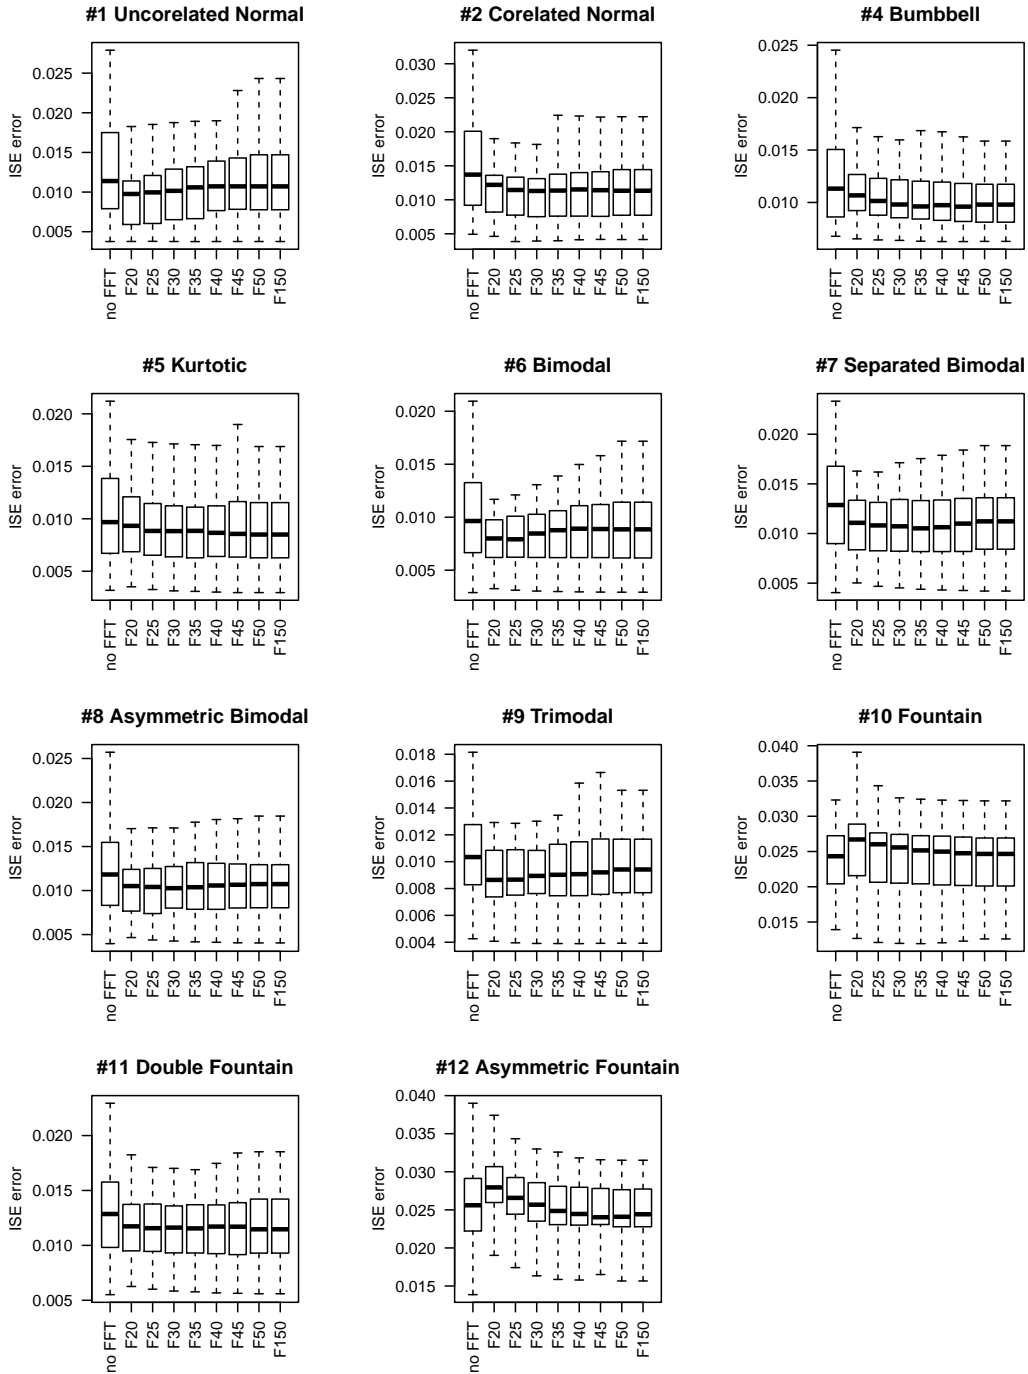 #1 Uncorelated Normal
ISE error
0.025
0.020
0.015
0.010
0.005
no FFT
F20
F25
F30
F35
F40
F45
F50
F150
#2 Corelated Normal
ISE error
0.030
0.025
0.020
0.015
0.010
0.005
no FFT
F20
F25
F30
F35
F40
F45
F50
F150
#4 Bumbbell
ISE error
0.025
0.020
0.015
0.010
no FFT
F20
F25
F30
F35
F40
F45
F50
F150
#5 Kurtotic
ISE error
0.020
0.015
0.010
0.005
no FFT
F20
F25
F30
F35
F40
F45
F50
F150
#6 Bimodal
ISE error
0.020
0.015
0.010
0.005
no FFT
F20
F25
F30
F35
F40
F45
F50
F150
#7 Separated Bimodal
ISE error
0.020
0.015
0.010
0.005
no FFT
F20
F25
F30
F35
F40
F45
F50
F150
#8 Asymmetric Bimodal
ISE error
0.025
0.020
0.015
0.010
0.005
no FFT
F20
F25
F30
F35
F40
F45
F50
F150
#9 Trimodal
ISE error
0.018
0.016
0.014
0.012
0.010
0.008
0.006
0.004
no FFT
F20
F25
F30
F35
F40
F45
F50
F150
#10 Fountain
ISE error
0.040
0.035
0.030
0.025
0.020
0.015
no FFT
F20
F25
F30
F35
F40
F45
F50
F150
#11 Double Fountain
ISE error
0.020
0.015
0.010
0.005
no FFT
F20
F25
F30
F35
F40
F45
F50
F150
#12 Asymmetric Fountain
ISE error
0.040
0.035
0.030
0.025
0.020
0.015
no FFT
F20
F25
F30
F35
F40
F45
F50
F150